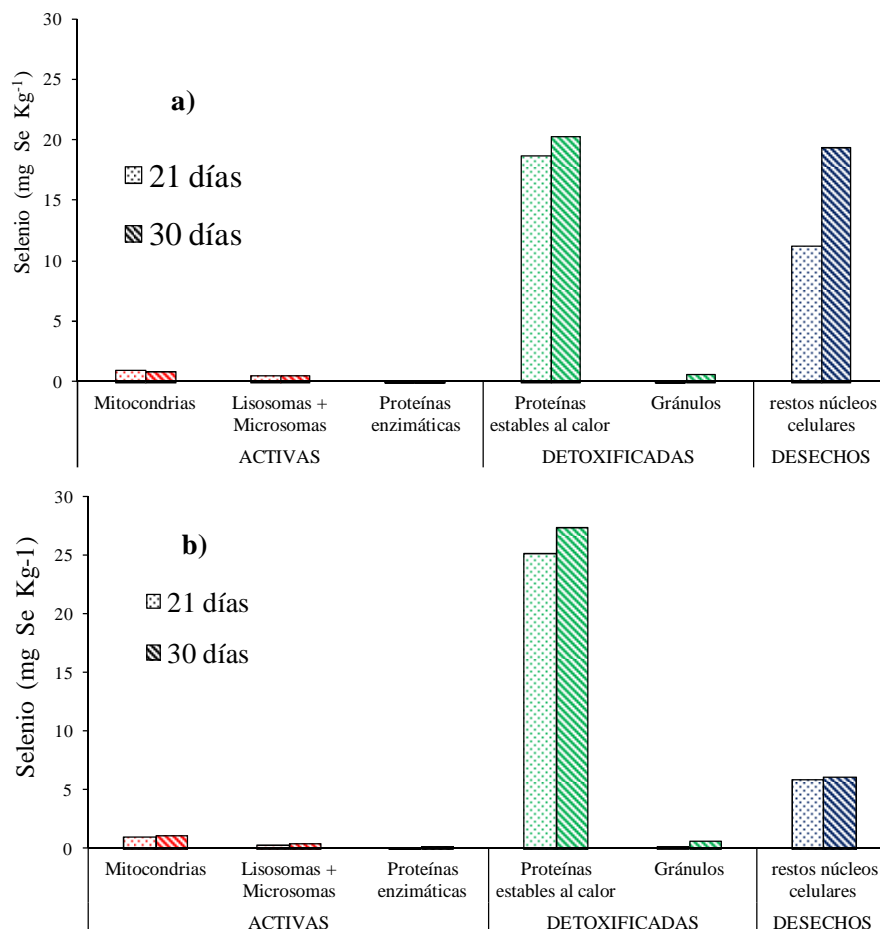 30
25
20
15
10
5
0
Selenio (mg Se Kg-1)
a)
21 días
30 días
Mitocondrias
Lisosomas +
Microsomas
Proteínas
enzimáticas
Proteínas
estables al calor
Gránulos
restos núcleos
celulares
ACTIVAS
DETOXIFICADAS
DESECHOS
30
25
20
15
10
5
0
Selenio (mg Se Kg-1)
b)
21 días
30 días
Mitocondrias
Lisosomas +
Microsomas
Proteínas
enzimáticas
Proteínas
estables al calor
Gránulos
restos núcleos
celulares
ACTIVAS
DETOXIFICADAS
DESECHOS